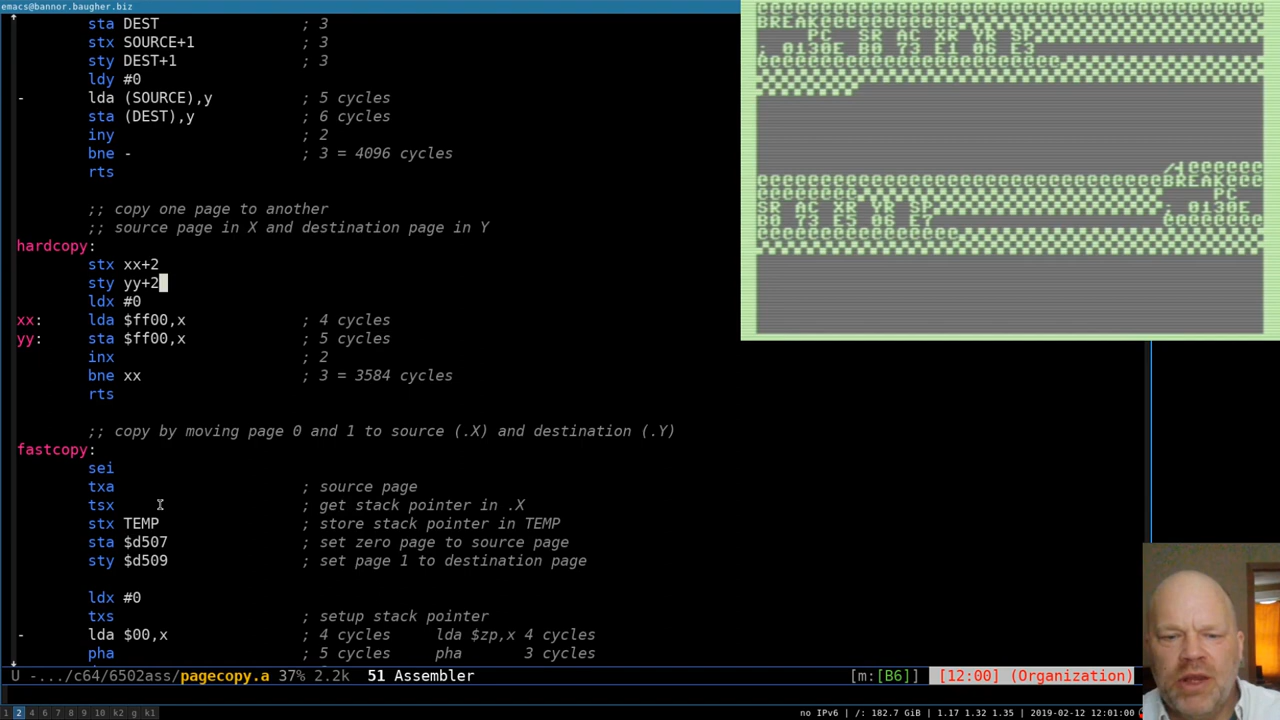 emacs@bannor.baugher.biz
sta DEST ; 3
stx SOURCE+1 ; 3
sty DEST+1 ; 3
ldy #0
- lda (SOURCE),y ; 5 cycles
sta (DEST),y ; 6 cycles
iny ; 2
bne - ; 3 = 4096 cycles
rts
;; copy one page to another
;; source page in X and destination page in Y
hardcopy:
stx xx+2
sty yy+2
ldx #0
xx: lda $ff00,x ; 4 cycles
yy: sta $ff00,x ; 5 cycles
inx ; 2
bne xx ; 3 = 3584 cycles
rts
;; copy by moving page 0 and 1 to source (.X) and destination (.Y)
fastcopy:
sei
txa ; source page
tsx ; get stack pointer in .X
stx TEMP ; store stack pointer in TEMP
sta $d507 ; set zero page to source page
sty $d509 ; set page 1 to destination page
ldx #0
txs ; setup stack pointer
- lda $00,x ; 4 cycles lda $zp,x 4 cycles
pha ; 5 cycles pha 3 cycles
U -.../c64/6502ass/pagecopy.a 37% 2.2k 51 Assembler [m:[B6]] [12:00] (Organization)
1 2 4 6 7 8 9 10 k2 g k1 no IPv6 | /: 182.7 GiB | 1.17 1.32 1.35 | 2019-02-12 12:01:00
BREAK
PC SR AC XR YR SP
; 0130E B0 73 E1 06 E3
BREAK
PC
SR AC XR YR SP ; 0130E
B0 73 E5 06 E7